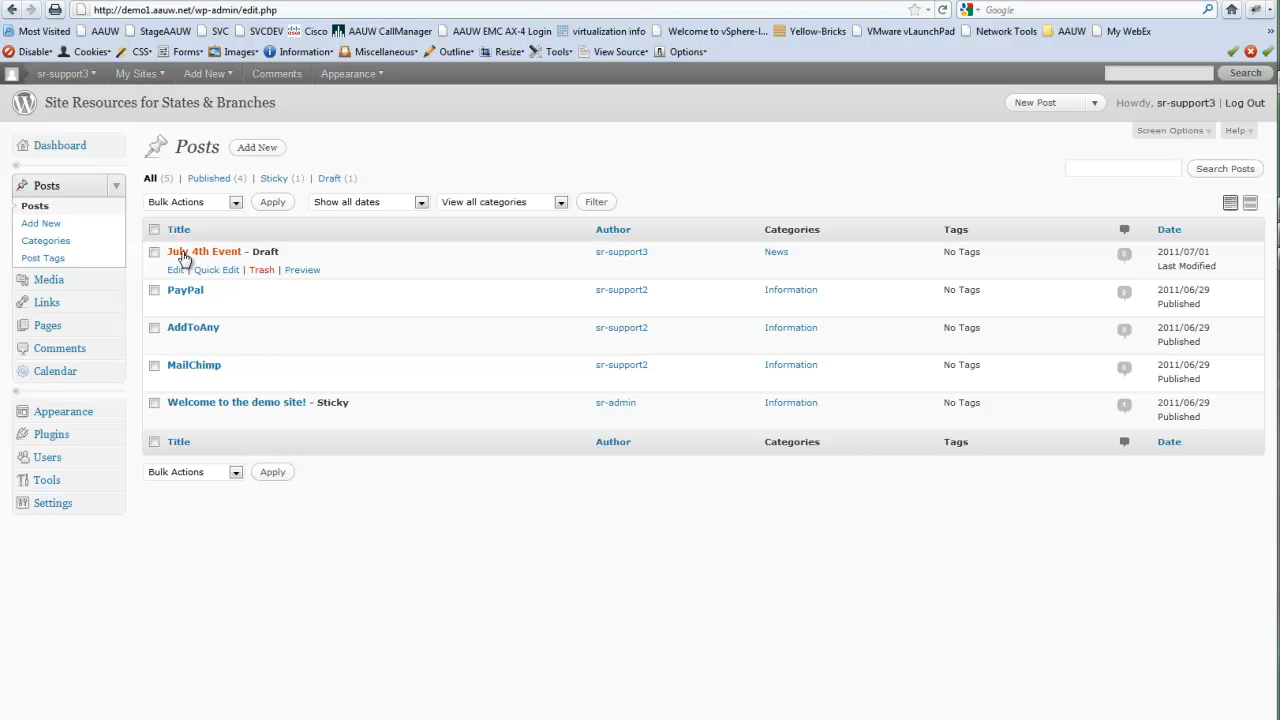 http://demo1.aauw.net/wp-admin/edit.php
Google
Most Visited AAUW StageAAUW SVC SVCDEV Cisco AAUW CallManager AAUW EMC AX-4 Login virtualization info Welcome to vSphere-I... Yellow-Bricks VMware vLaunchPad Network Tools AAUW My WebEx
Disable Cookies CSS Forms Images Information Miscellaneous Outline Resize Tools View Source Options
sr-support3 My Sites Add New Comments Appearance Search
Site Resources for States & Branches New Post Howdy, sr-support3 | Log Out
Screen Options Help
Dashboard
Posts
Posts
Add New
Categories
Post Tags
Media
Links
Pages
Comments
Calendar
Appearance
Plugins
Users
Tools
Settings
Posts Add New
All (5) | Published (4) | Sticky (1) | Draft (1)
Search Posts
Bulk Actions Apply Show all dates View all categories Filter
Title Author Categories Tags Date
July 4th Event - Draft sr-support3 News No Tags 0 2011/07/01
Last Modified
Edit | Quick Edit | Trash | Preview
PayPal sr-support2 Information No Tags 0 2011/06/29
Published
AddToAny sr-support2 Information No Tags 0 2011/06/29
Published
MailChimp sr-support2 Information No Tags 0 2011/06/29
Published
Welcome to the demo site! - Sticky sr-admin Information No Tags 1 2011/06/29
Published
Title Author Categories Tags Date
Bulk Actions Apply